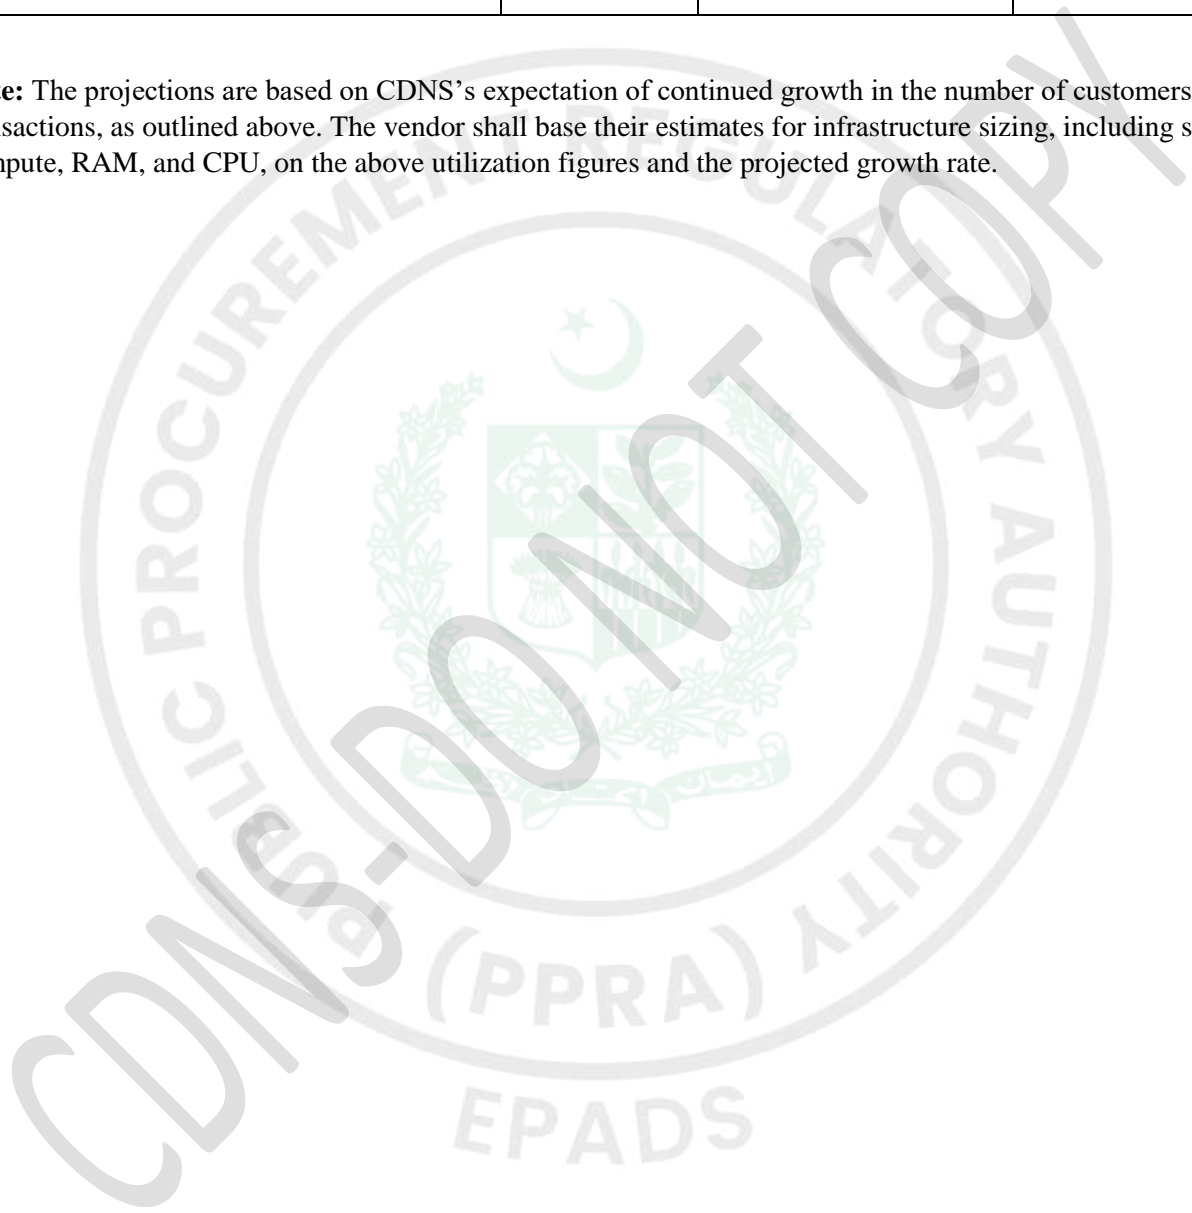 te: The projections are based on CDNS’s expectation of continued growth in the number of customers
sactions, as outlined above. The vendor shall base their estimates for infrastructure sizing, including s
npute, RAM, and CPU, on the above utilization figures and the projected growth rate.
PUBLIC PROCUREMENT REGULATORY AUTHORITY
(PPRA)
EPADS
CDNS-DO NOT COPY